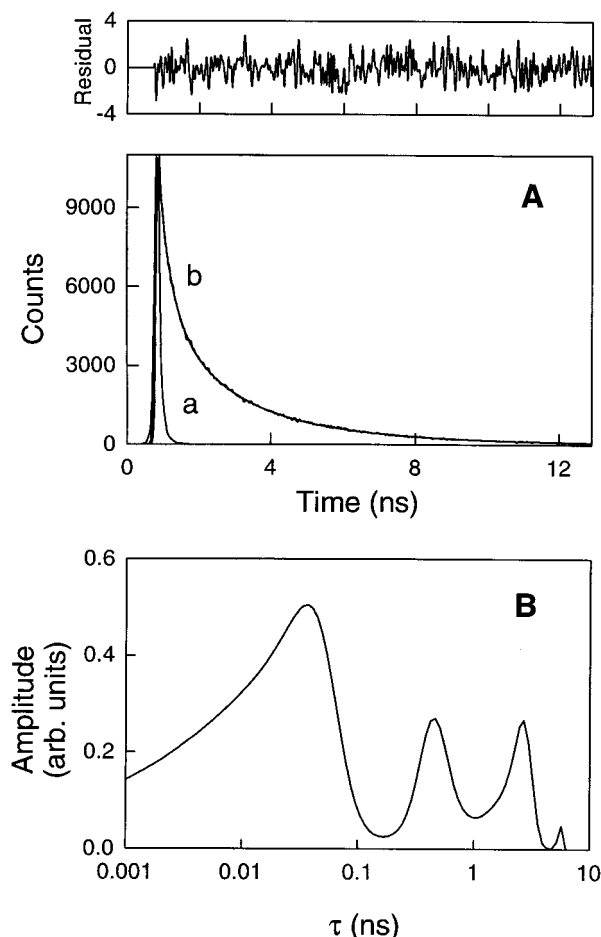 4
0
-4
Residual
A
9000
6000
3000
0
Counts
b
a
0
4
8
12
Time (ns)
0.6
0.4
0.2
0.0
Amplitude
(arb. units)
B
0.001
0.01
0.1
1
10
τ (ns)